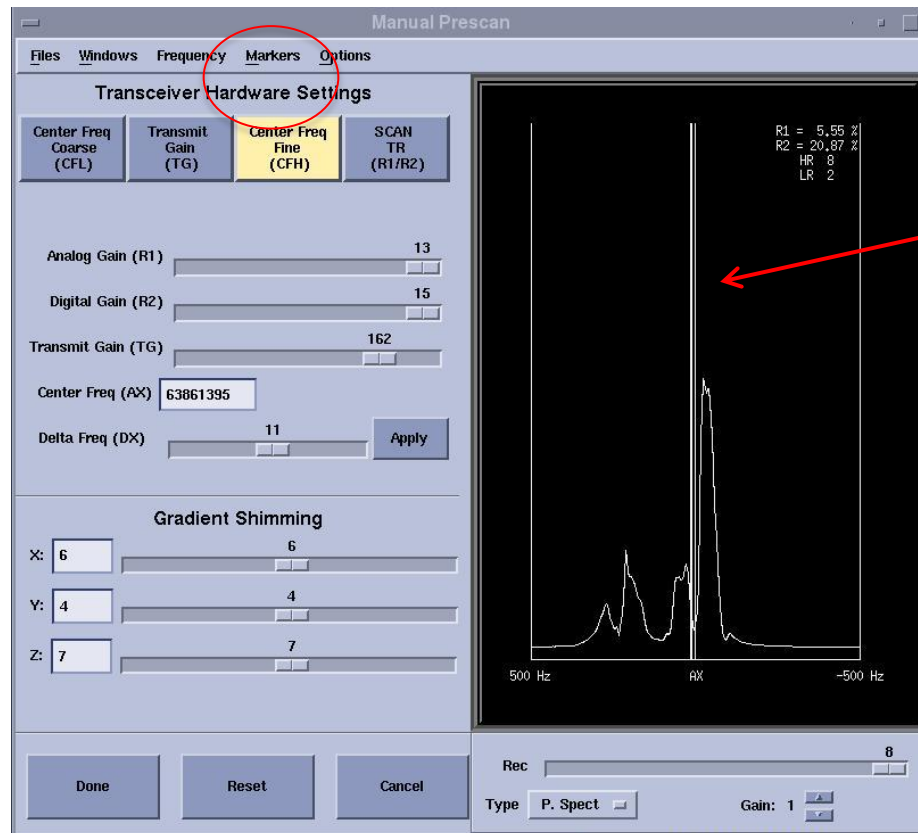 Manual Prescan
Files Windows Frequency Markers Options
Transceiver Hardware Settings
Center Freq
Coarse
(CFL)
Transmit
Gain
(TG)
Center Freq
Fine
(CFH)
SCAN
TR
(R1/R2)
Analog Gain (R1) 13
Digital Gain (R2) 15
Transmit Gain (TG) 162
Center Freq (AX) 63861395
Delta Freq (DX) 11 Apply
Gradient Shimming
X: 6 6
Y: 4 4
Z: 7 7
Done Reset Cancel
R1 = 5.55 %
R2 = 20.87 %
HR 8
LR 2
500 Hz AX -500 Hz
Rec 8
Type P. Spect Gain: 1